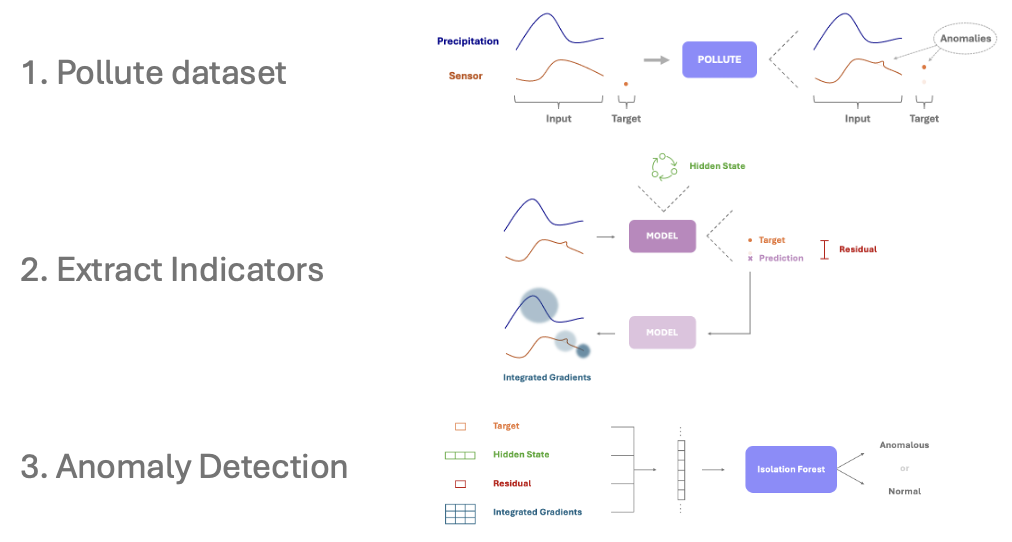 1. Pollute dataset
Precipitation
Sensor
Input
Target
POLLUTE
Anomalies
Input
Target
2. Extract Indicators
Hidden State
MODEL
Target
Prediction
Residual
MODEL
Integrated Gradients
3. Anomaly Detection
Target
Hidden State
Residual
Integrated Gradients
Isolation Forest
Anomalous
or
Normal